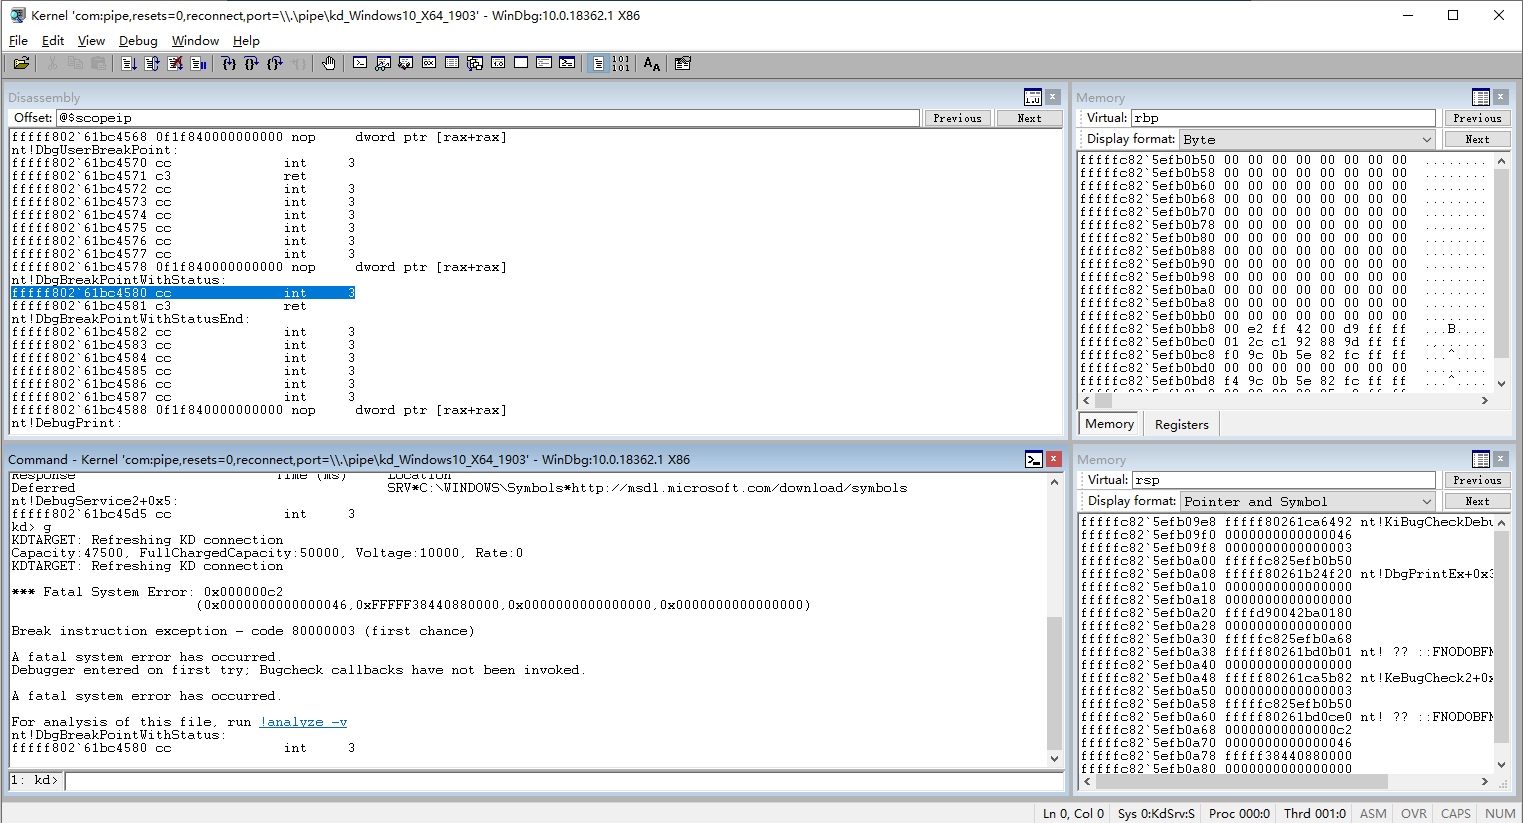 Kernel 'com:pipe,resets=0,reconnect,port=\\.\pipe\kd_Windows10_X64_1903' - WinDbg:10.0.18362.1 X86
File Edit View Debug Window Help
Disassembly
Offset: @$scopeip Previous Next
fffff802`61bc4568 0f1f840000000000 nop dword ptr [rax+rax]
nt!DbgUserBreakPoint:
fffff802`61bc4570 cc int 3
fffff802`61bc4571 c3 ret
fffff802`61bc4572 cc int 3
fffff802`61bc4573 cc int 3
fffff802`61bc4574 cc int 3
fffff802`61bc4575 cc int 3
fffff802`61bc4576 cc int 3
fffff802`61bc4577 cc int 3
fffff802`61bc4578 0f1f840000000000 nop dword ptr [rax+rax]
nt!DbgBreakPointWithStatus:
fffff802`61bc4580 cc int 3
fffff802`61bc4581 c3 ret
nt!DbgBreakPointWithStatusEnd:
fffff802`61bc4582 cc int 3
fffff802`61bc4583 cc int 3
fffff802`61bc4584 cc int 3
fffff802`61bc4585 cc int 3
fffff802`61bc4586 cc int 3
fffff802`61bc4587 cc int 3
fffff802`61bc4588 0f1f840000000000 nop dword ptr [rax+rax]
nt!DebugPrint:
Memory
Virtual: rbp Previous
Display format: Byte Next
fffffc82`5efb0b50 00 00 00 00 00 00 00 00 ........
fffffc82`5efb0b58 00 00 00 00 00 00 00 00 ........
fffffc82`5efb0b60 00 00 00 00 00 00 00 00 ........
fffffc82`5efb0b68 00 00 00 00 00 00 00 00 ........
fffffc82`5efb0b70 00 00 00 00 00 00 00 00 ........
fffffc82`5efb0b78 00 00 00 00 00 00 00 00 ........
fffffc82`5efb0b80 00 00 00 00 00 00 00 00 ........
fffffc82`5efb0b88 00 00 00 00 00 00 00 00 ........
fffffc82`5efb0b90 00 00 00 00 00 00 00 00 ........
fffffc82`5efb0b98 00 00 00 00 00 00 00 00 ........
fffffc82`5efb0ba0 00 00 00 00 00 00 00 00 ........
fffffc82`5efb0ba8 00 00 00 00 00 00 00 00 ........
fffffc82`5efb0bb0 00 00 00 00 00 00 00 00 ........
fffffc82`5efb0bb8 00 e2 ff 42 00 d9 ff ff ...B....
fffffc82`5efb0bc0 01 2c c1 92 88 9d ff ff .,......
fffffc82`5efb0bc8 f0 9c 0b 5e 82 fc ff ff ...^....
fffffc82`5efb0bd0 00 00 00 00 00 00 00 00 ........
fffffc82`5efb0bd8 f4 9c 0b 5e 82 fc ff ff ...^....
Memory Registers
Command - Kernel 'com:pipe,resets=0,reconnect,port=\\.\pipe\kd_Windows10_X64_1903' - WinDbg:10.0.18362.1 X86
Response Time (ms) Location
Deferred SRV*C:\WINDOWS\Symbols*http://msdl.microsoft.com/download/symbols
nt!DebugService2+0x5:
fffff802`61bc45d5 cc int 3
kd> g
KDTARGET: Refreshing KD connection
Capacity:47500, FullChargedCapacity:50000, Voltage:10000, Rate:0
KDTARGET: Refreshing KD connection
*** Fatal System Error: 0x000000c2
(0x0000000000000046,0xFFFFF38440880000,0x0000000000000000,0x0000000000000000)
Break instruction exception - code 80000003 (first chance)
A fatal system error has occurred.
Debugger entered on first try; Bugcheck callbacks have not been invoked.
A fatal system error has occurred.
For analysis of this file, run !analyze -v
nt!DbgBreakPointWithStatus:
fffff802`61bc4580 cc int 3
1: kd>
Memory
Virtual: rsp Previous
Display format: Pointer and Symbol Next
fffffc82`5efb09e8 fffff80261ca6492 nt!KiBugCheckDebu
fffffc82`5efb09f0 0000000000000046
fffffc82`5efb09f8 0000000000000003
fffffc82`5efb0a00 fffffc825efb0b50
fffffc82`5efb0a08 fffff80261b24f20 nt!DbgPrintEx+0x3
fffffc82`5efb0a10 0000000000000000
fffffc82`5efb0a18 0000000000000000
fffffc82`5efb0a20 ffffd90042ba0180
fffffc82`5efb0a28 0000000000000000
fffffc82`5efb0a30 fffffc825efb0a68
fffffc82`5efb0a38 fffff80261bd0b01 nt! ?? ::FNODOBFM
fffffc82`5efb0a40 0000000000000000
fffffc82`5efb0a48 fffff80261ca5b82 nt!KeBugCheck2+0x
fffffc82`5efb0a50 0000000000000003
fffffc82`5efb0a58 fffffc825efb0b50
fffffc82`5efb0a60 fffff80261bd0ce0 nt! ?? ::FNODOBFM
fffffc82`5efb0a68 00000000000000c2
fffffc82`5efb0a70 0000000000000046
fffffc82`5efb0a78 fffff38440880000
fffffc82`5efb0a80 0000000000000000
Ln 0, Col 0 Sys 0:KdSrv:S Proc 000:0 Thrd 001:0 ASM OVR CAPS NUM